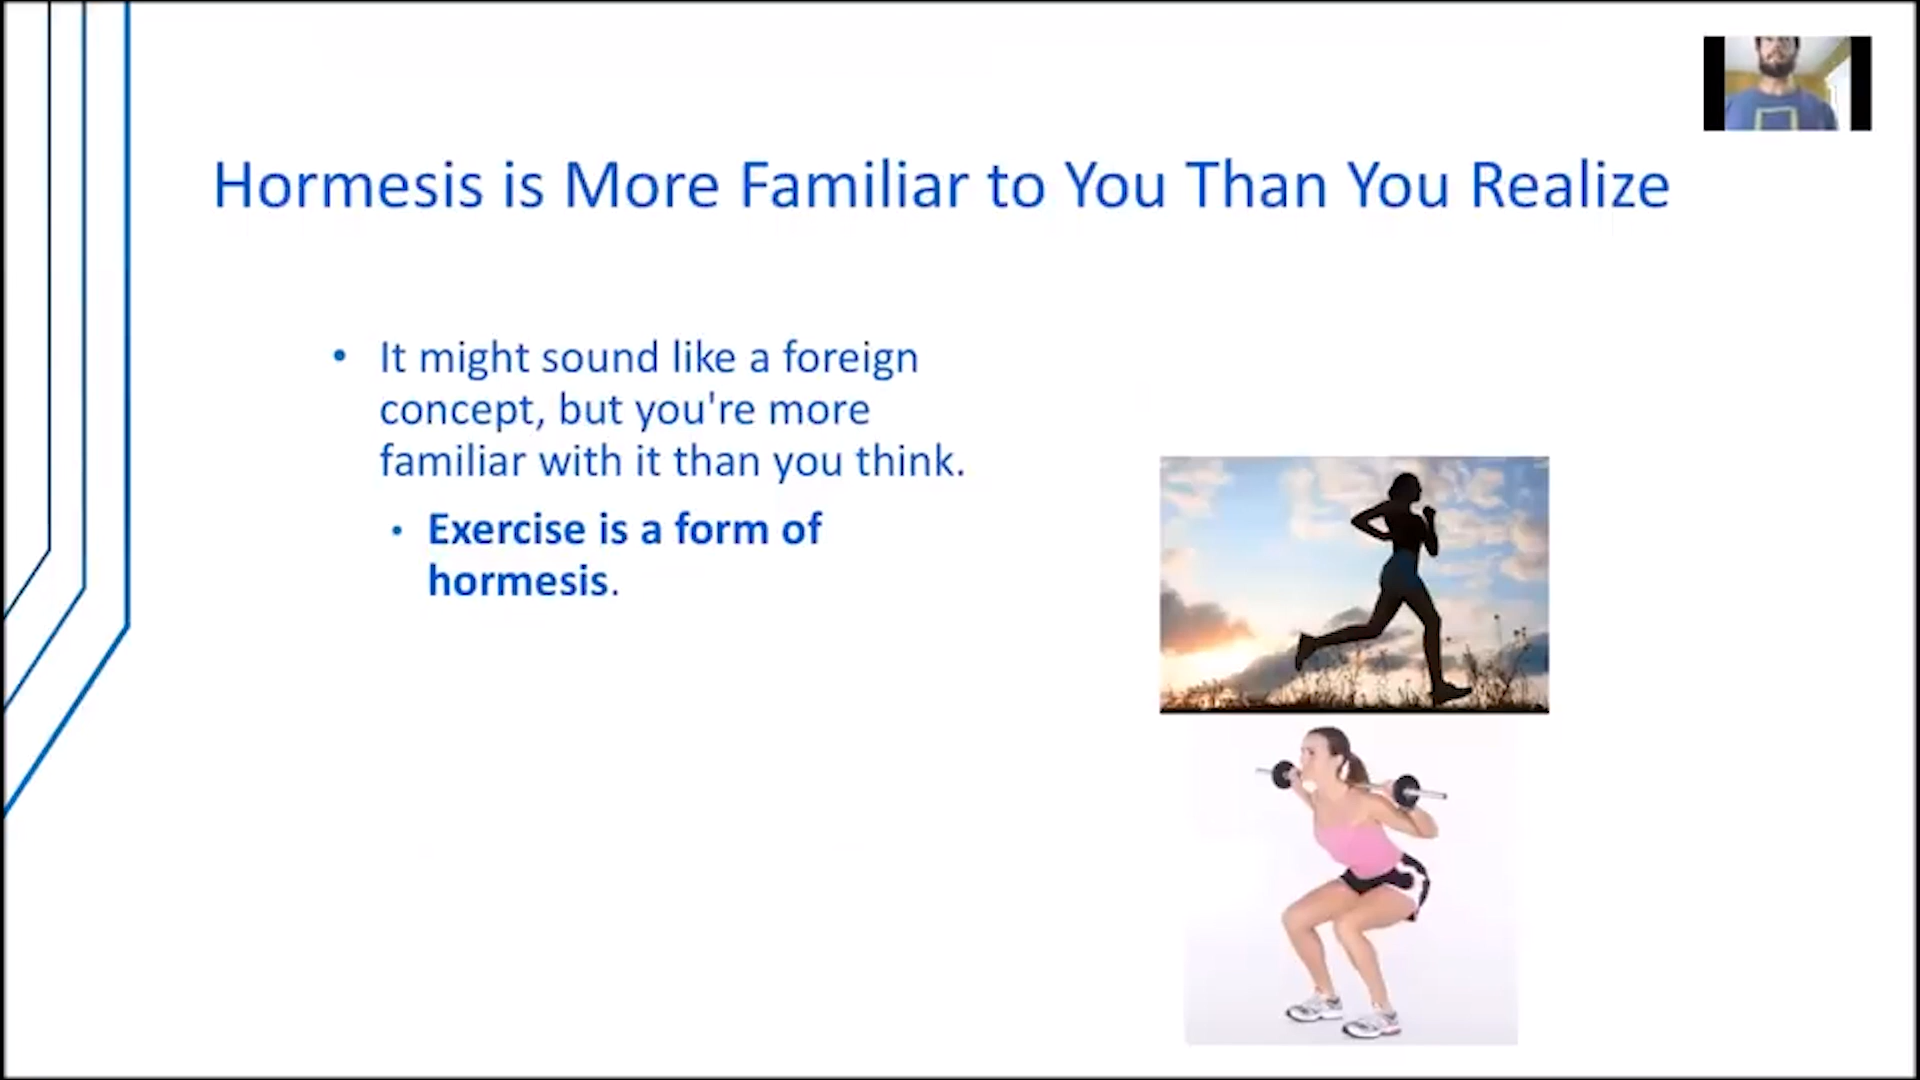 Hormesis is More Familiar to You Than You Realize
• It might sound like a foreign
concept, but you're more
familiar with it than you think.
• Exercise is a form of
hormesis.